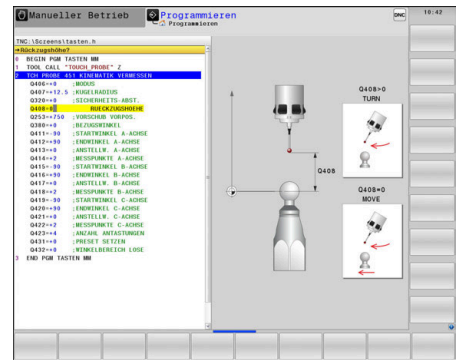 Manueller Betrieb
Programmieren
Programmieren
DNC
10:42
TNC:\Screens\tasten.h
→Rückzugshöhe?
0 BEGIN PGM TASTEN MM
1 TOOL CALL "TOUCH_PROBE" Z
2 TCH PROBE 451 KINEMATIK VERMESSEN
Q406=+0 ;MODUS
Q407=+12.5 ;KUGELRADIUS
Q320=+0 ;SICHERHEITS-ABST.
Q408=0 RUECKZUGSHOEHE
Q253=+750 ;VORSCHUB VORPOS.
Q380=+0 ;BEZUGSWINKEL
Q411=-90 ;STARTWINKEL A-ACHSE
Q412=+90 ;ENDWINKEL A-ACHSE
Q413=+0 ;ANSTELLW. A-ACHSE
Q414=+2 ;MESSPUNKTE A-ACHSE
Q415=-90 ;STARTWINKEL B-ACHSE
Q416=+90 ;ENDWINKEL B-ACHSE
Q417=+0 ;ANSTELLW. B-ACHSE
Q418=+2 ;MESSPUNKTE B-ACHSE
Q419=-90 ;STARTWINKEL C-ACHSE
Q420=+90 ;ENDWINKEL C-ACHSE
Q421=+0 ;ANSTELLW. C-ACHSE
Q422=+2 ;MESSPUNKTE C-ACHSE
Q423=+4 ;ANZAHL ANTASTUNGEN
Q431=+0 ;PRESET SETZEN
Q432=+0 ;WINKELBEREICH LOSE
3 END PGM TASTEN MM
Q408
Q408>0
TURN
Q408=0
MOVE